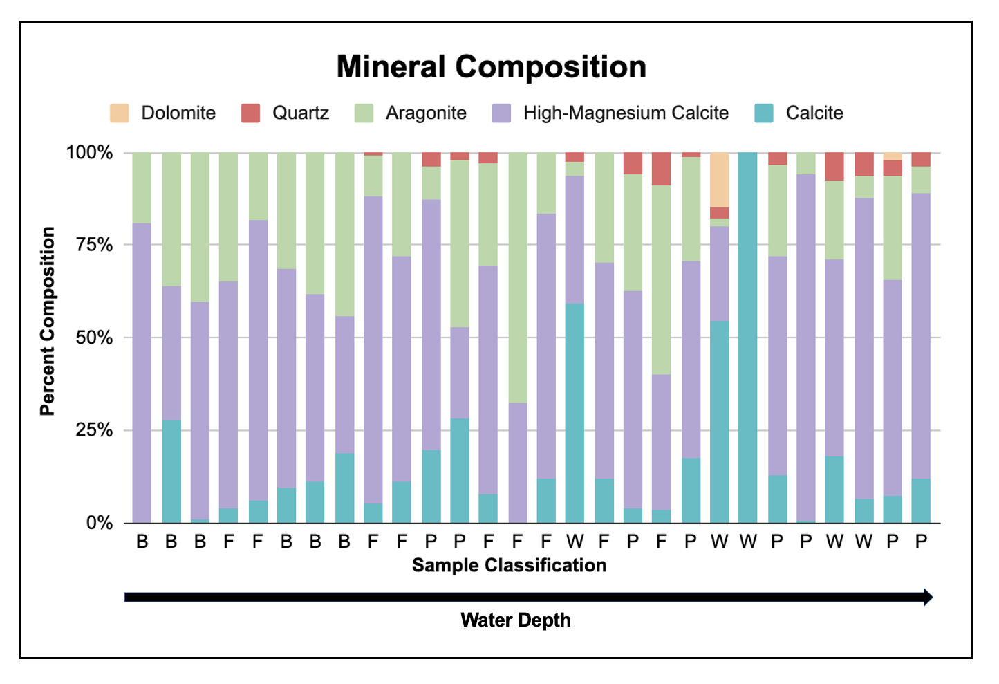 Mineral Composition
Dolomite Quartz Aragonite High-Magnesium Calcite Calcite
100%
75%
50%
25%
0%
Percent Composition
B B B F F B B B F F P P F F F W F P F P W W P P W W P P
Sample Classification
Water Depth